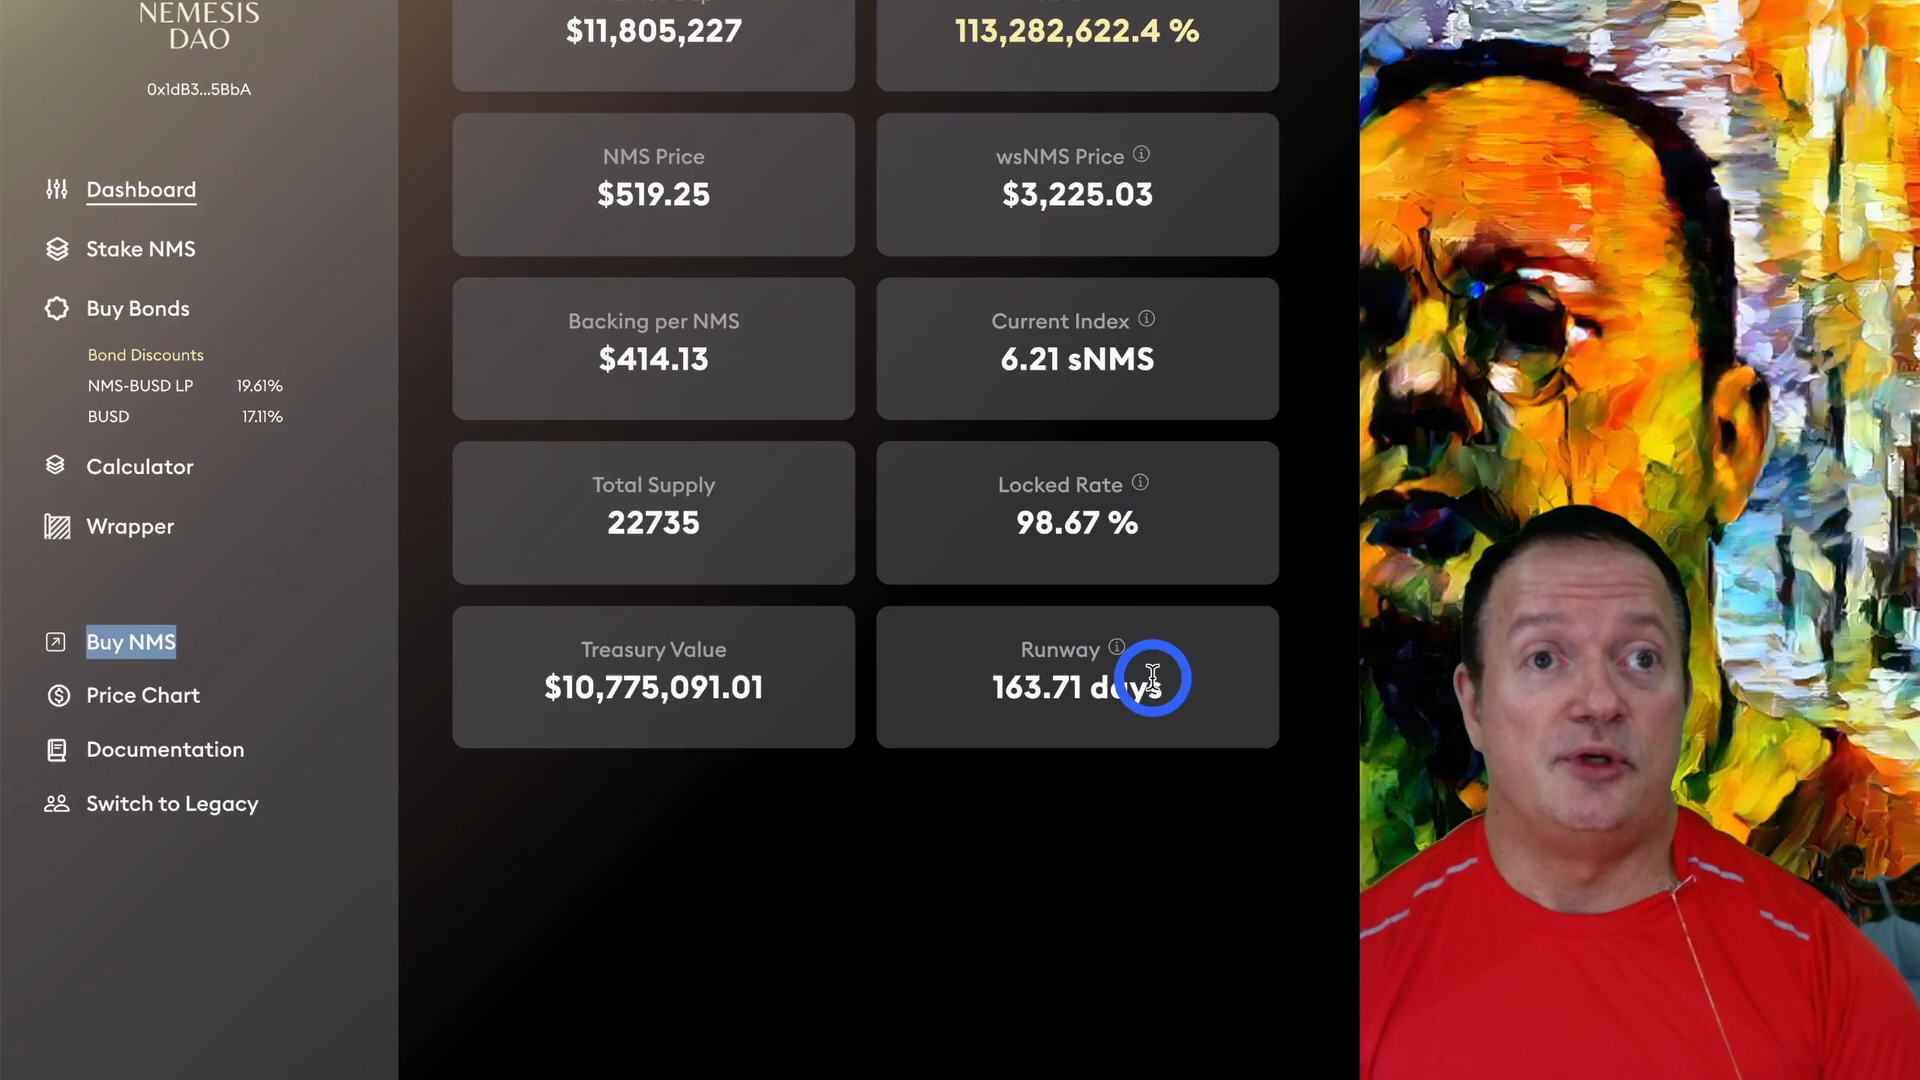 NEMESIS
DAO
0x1dB3...5BbA
Dashboard
Stake NMS
Buy Bonds
Bond Discounts
NMS-BUSD LP 19.61%
BUSD 17.11%
Calculator
Wrapper
Buy NMS
Price Chart
Documentation
Switch to Legacy
$11,805,227
113,282,622.4 %
NMS Price
$519.25
wsNMS Price
$3,225.03
Backing per NMS
$414.13
Current Index
6.21 sNMS
Total Supply
22735
Locked Rate
98.67 %
Treasury Value
$10,775,091.01
Runway
163.71 days